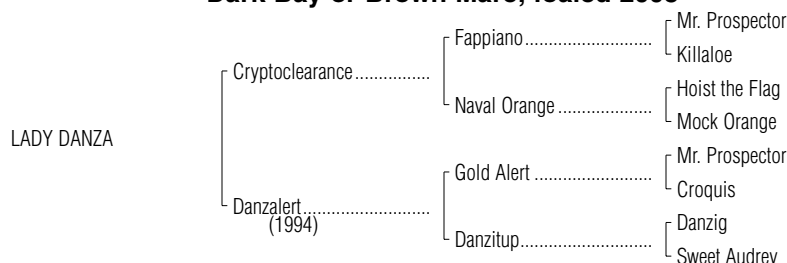 Dark Bay or Brown Mare; foaled
Mr. Prospector
Fappiano
Killaloe
Cryptoclearance
Hoist the Flag
Naval Orange
Mock Orange
LADY DANZA
Mr. Prospector
Gold Alert
Croquis
Danzalert
(1994)
Danzig
Danzitup
Sweet Audrey